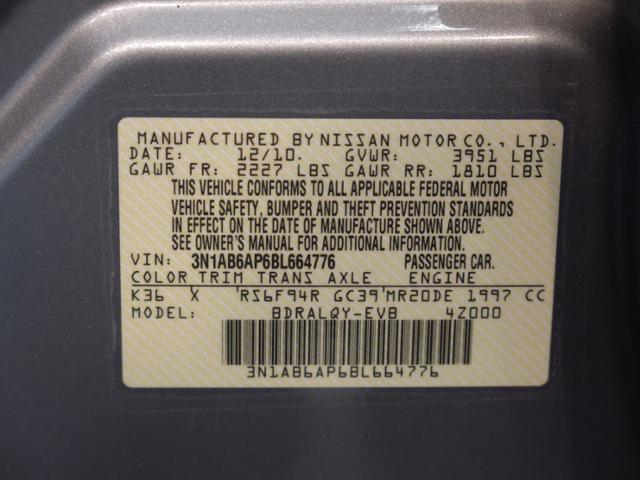 MANUFACTURED BY NISSAN MOTOR CO., LTD.
DATE: 12/10. GVWR: 3951 LBS
GAWR FR: 2227 LBS GAWR RR: 1810 LBS
THIS VEHICLE CONFORMS TO ALL APPLICABLE FEDERAL MOTOR
VEHICLE SAFETY, BUMPER AND THEFT PREVENTION STANDARDS
IN EFFECT ON THE DATE OF MANUFACTURE SHOWN ABOVE.
SEE OWNER'S MANUAL FOR ADDITIONAL INFORMATION.
VIN: 3N1AB6AP6BL664776 PASSENGER CAR.
COLOR TRIM TRANS AXLE ENGINE
K36 X RS6F94R GC39 MR20DE 1997 CC
MODEL: BDRALQY-EVB 4Z000
3N1AB6AP6BL664776